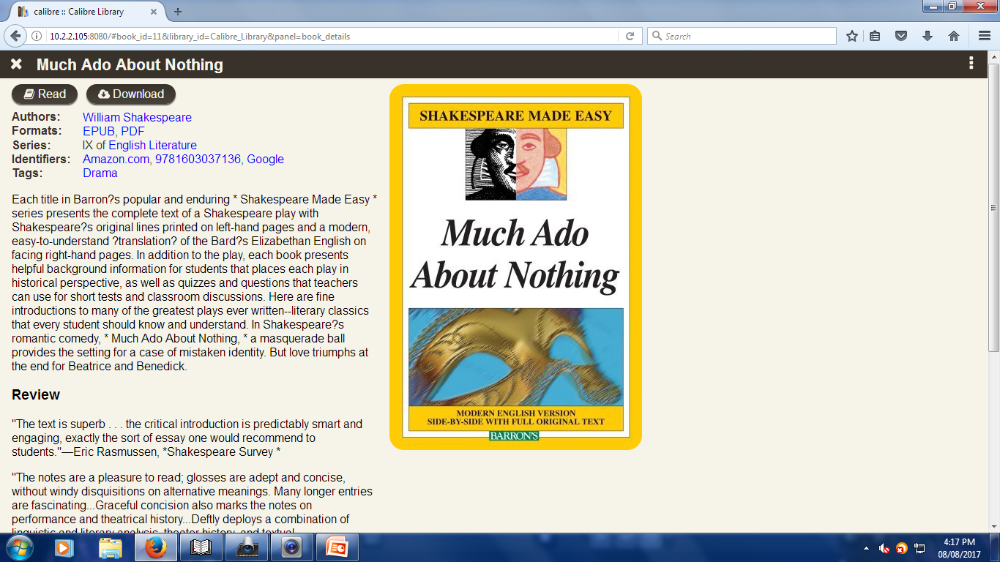 calibre :: Calibre Library
10.2.2.105:8080/#book_id=11&library_id=Calibre_Library&panel=book_details
Search
Much Ado About Nothing
Read
Download
Authors: William Shakespeare
Formats: EPUB, PDF
Series: IX of English Literature
Identifiers: Amazon.com, 9781603037136, Google
Tags: Drama
Each title in Barron?s popular and enduring * Shakespeare Made Easy *
series presents the complete text of a Shakespeare play with
Shakespeare?s original lines printed on left-hand pages and a modern,
easy-to-understand ?translation? of the Bard?s Elizabethan English on
facing right-hand pages. In addition to the play, each book presents
helpful background information for students that places each play in
historical perspective, as well as quizzes and questions that teachers
can use for short tests and classroom discussions. Here are fine
introductions to many of the greatest plays ever written--literary classics
that every student should know and understand. In Shakespeare?s
romantic comedy, * Much Ado About Nothing, * a masquerade ball
provides the setting for a case of mistaken identity. But love triumphs at
the end for Beatrice and Benedick.
Review
"The text is superb . . . the critical introduction is predictably smart and
engaging, exactly the sort of essay one would recommend to
students."—Eric Rasmussen, *Shakespeare Survey *
"The notes are a pleasure to read; glosses are adept and concise,
without windy disquisitions on alternative meanings. Many longer entries
are fascinating...Graceful concision also marks the notes on
performance and theatrical history...Deftly deploys a combination of
linguistic and literary analysis, theater history, and textual
SHAKESPEARE MADE EASY
Much Ado
About Nothing
MODERN ENGLISH VERSION
SIDE-BY-SIDE WITH FULL ORIGINAL TEXT
BARRON'S
4:17 PM
08/08/2017